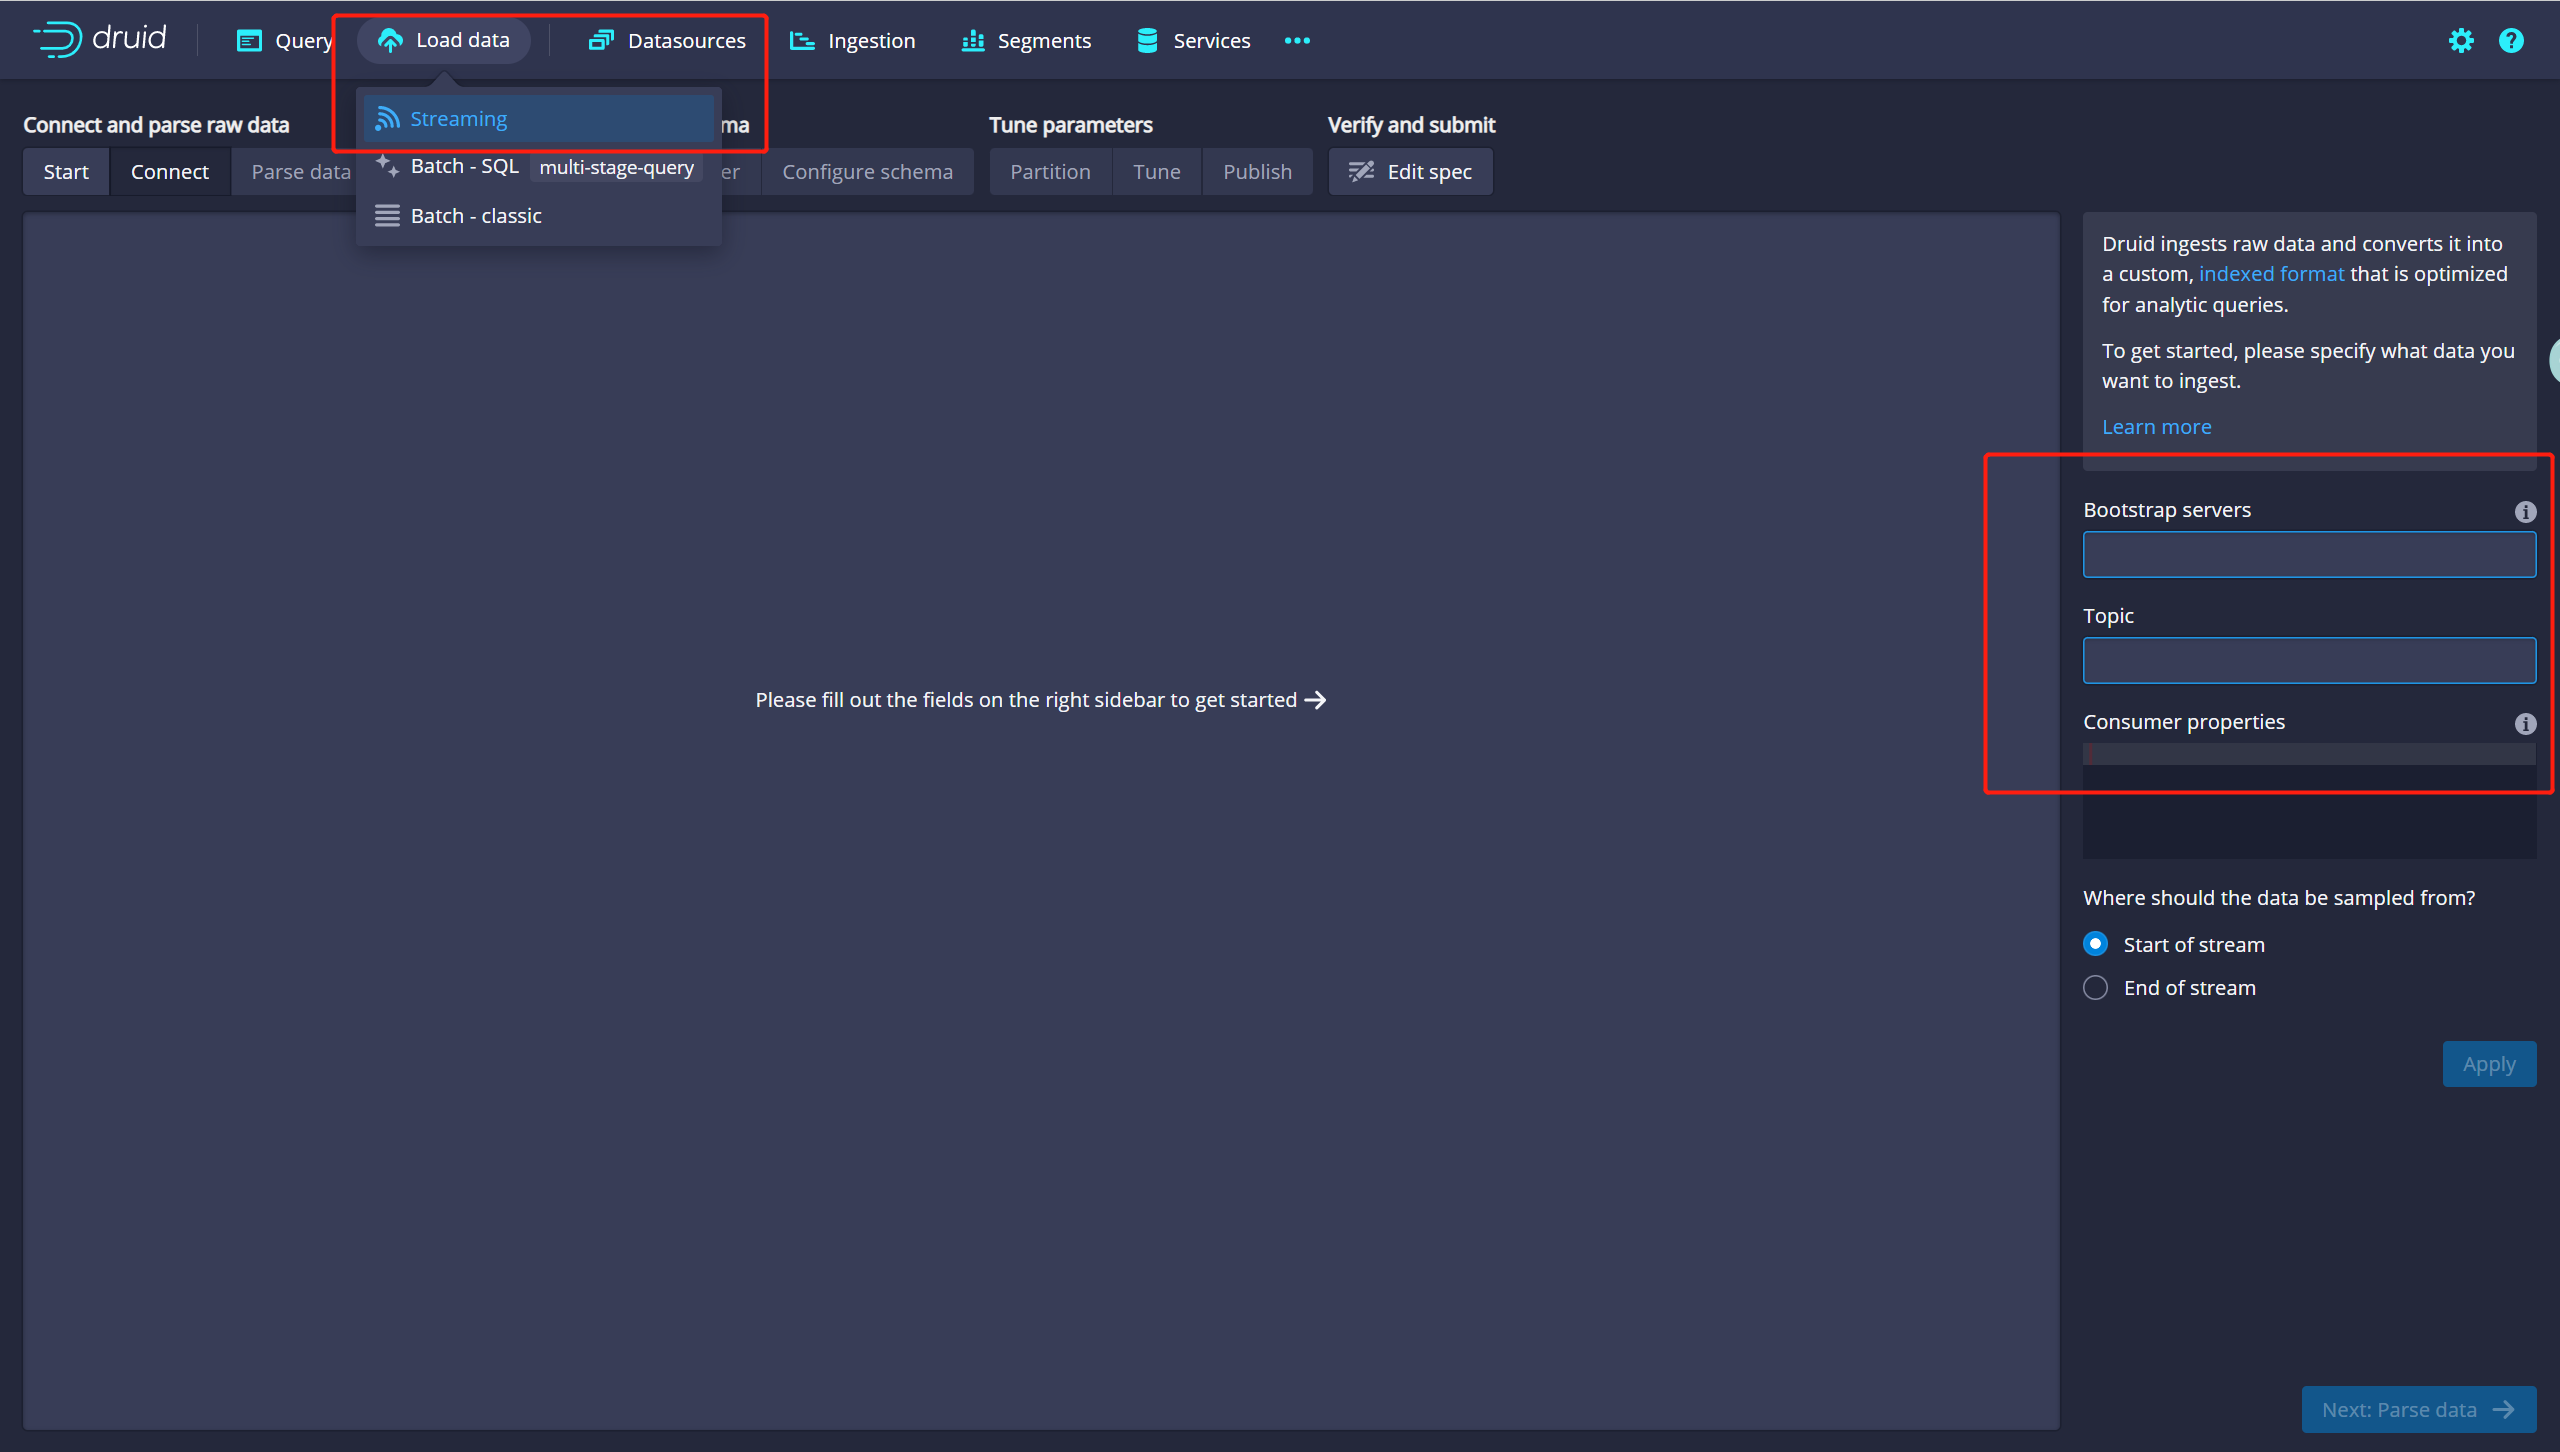 druid
Query
Load data
Datasources
Ingestion
Segments
Services
Streaming
Batch - SQL multi-stage-query
Batch - classic
Connect and parse raw data
Tune parameters
Verify and submit
Start
Connect
Parse data
Configure schema
Partition
Tune
Publish
Edit spec
Please fill out the fields on the right sidebar to get started
Druid ingests raw data and converts it into
a custom, indexed format that is optimized
for analytic queries.
To get started, please specify what data you
want to ingest.
Learn more
Bootstrap servers
Topic
Consumer properties
Where should the data be sampled from?
Start of stream
End of stream
Apply
Next: Parse data